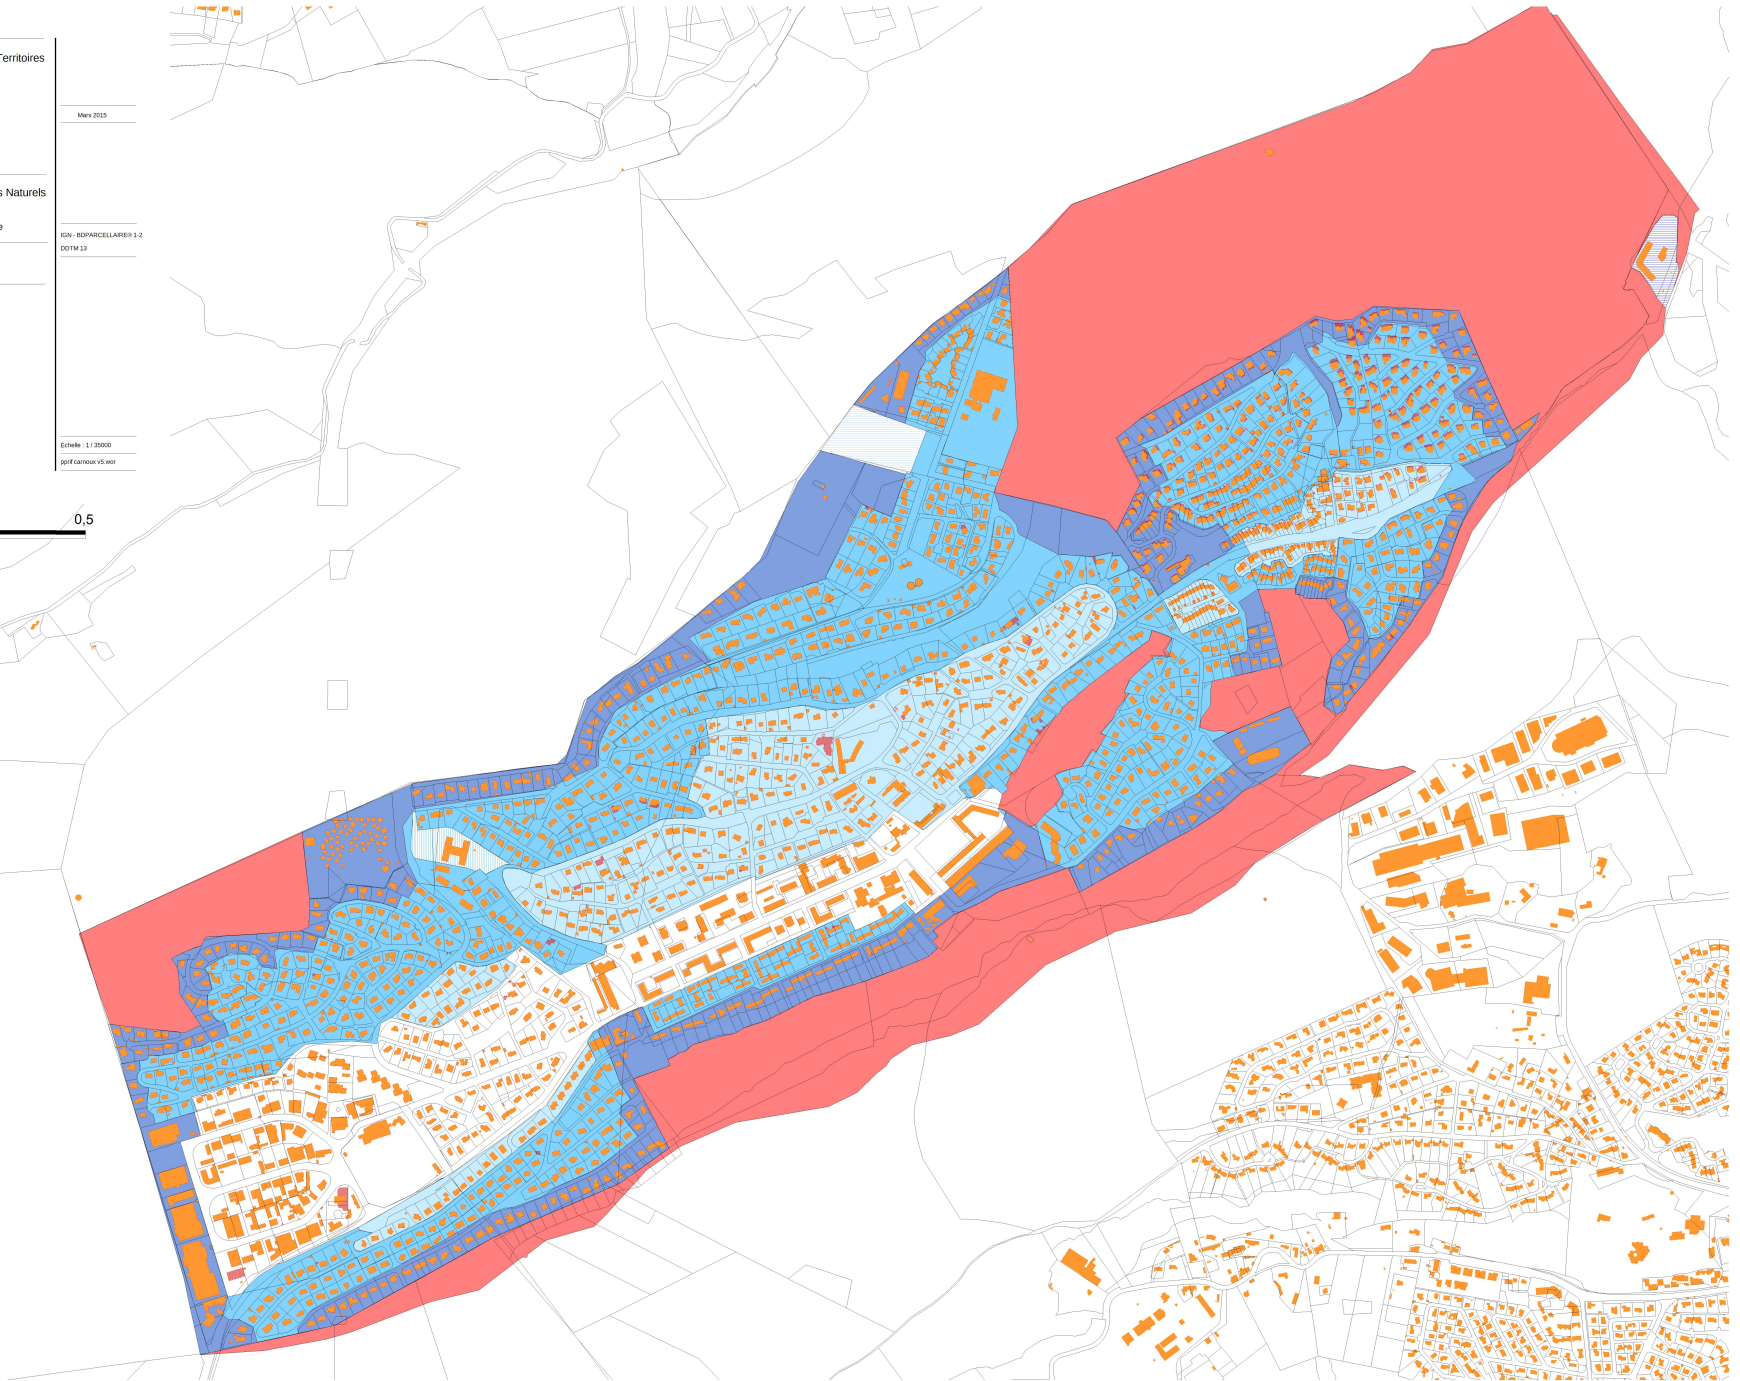 Territoires
Mars 2015
s Naturels
e
IGN - BDPARCELLAIRE® 1-2
DDTM 13
Echelle : 1 / 35000
pprif carnoux v5.wor
0,5